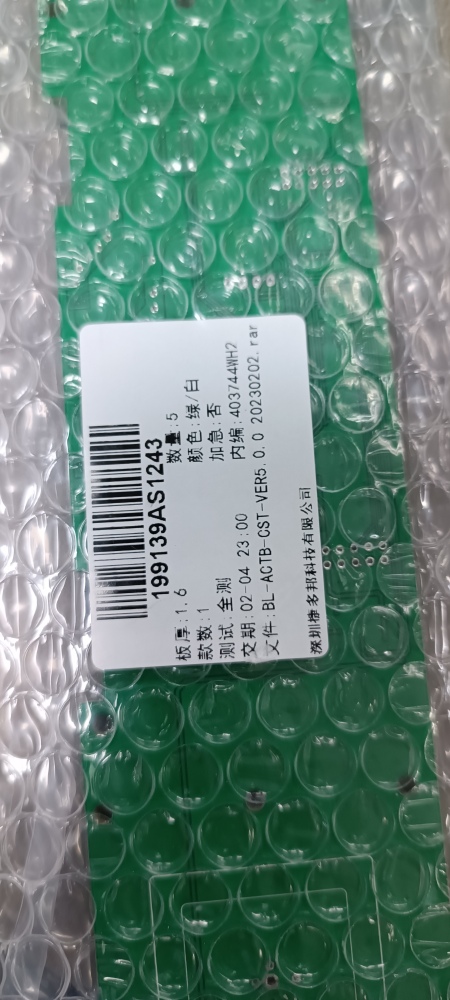 199139AS1243
板厚:1.6 数量:5
款数:1 颜色:绿/白
测试:全测 加急:否
交期:02-04 23:00 内编:403744WH2
文件:BL-ACTB-CST-VER5.0.0 20230202.rar
深圳推多邦科技有限公司